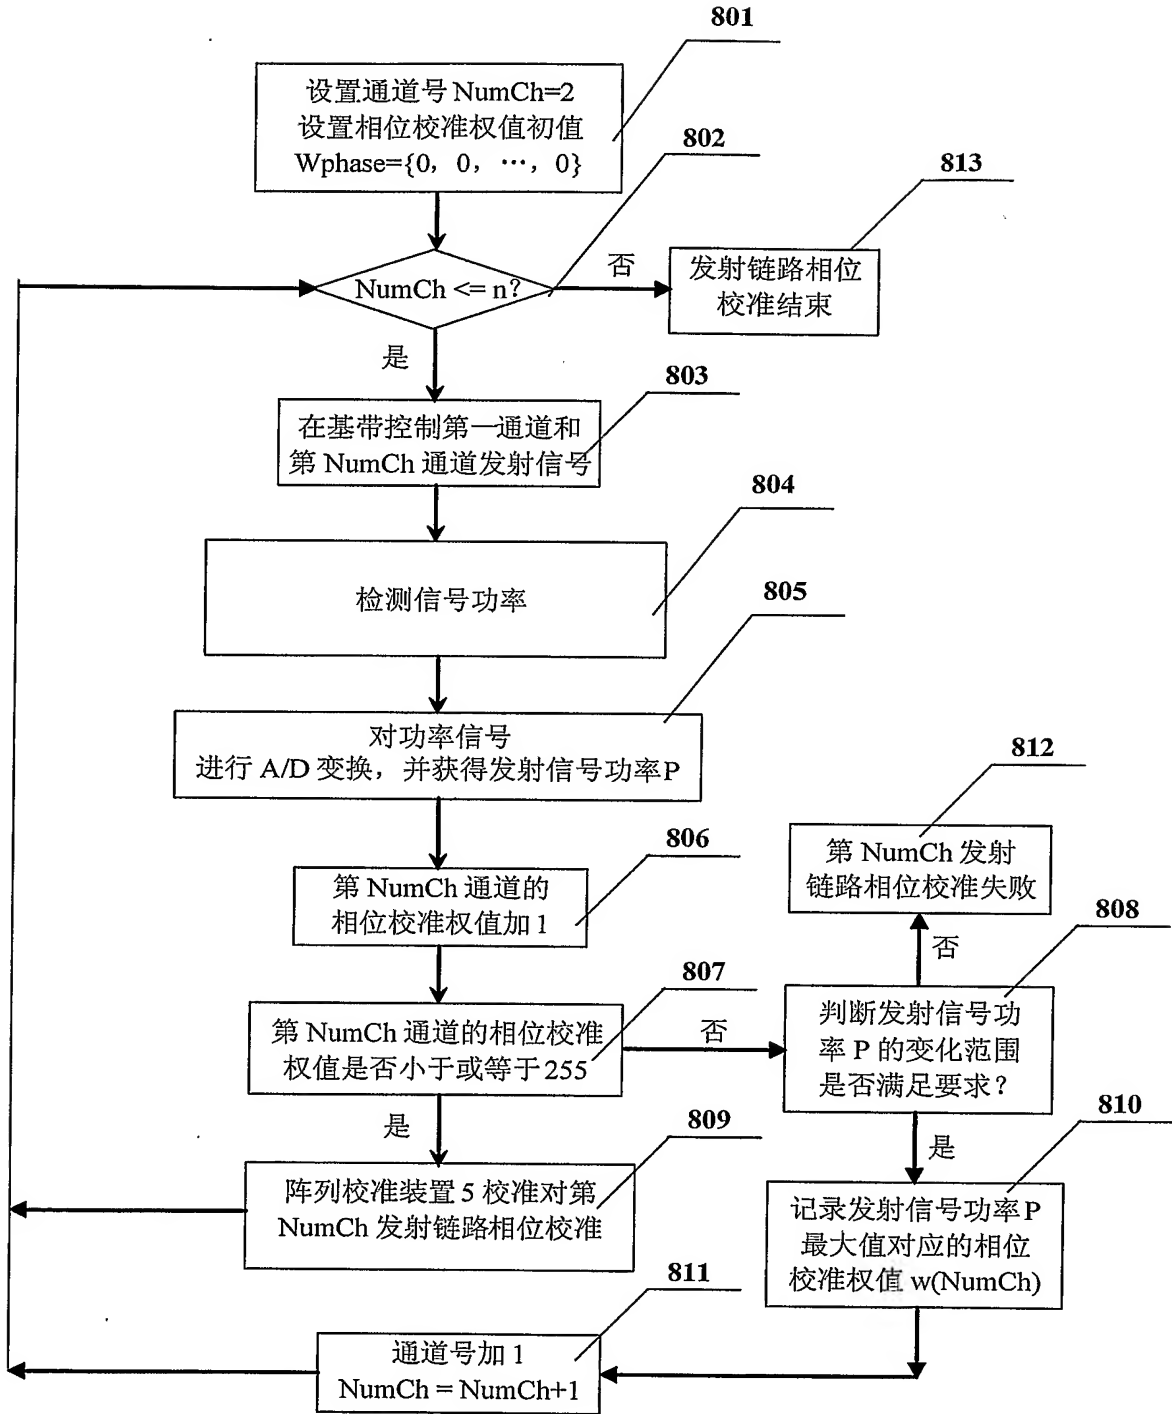 801
设置通道号 NumCh=2
设置相位校准权值初值
Wphase={0，0，…，0}
802
813
NumCh <= n?
否
发射链路相位
校准结束
是
803
在基带控制第一通道和
第 NumCh 通道发射信号
804
检测信号功率
805
对功率信号
进行 A/D 变换，并获得发射信号功率P
812
第 NumCh 发射
链路相位校准失败
806
第 NumCh 通道的
相位校准权值加 1
808
否
807
第 NumCh 通道的相位校准
权值是否小于或等于 255
否
判断发射信号功
率 P 的变化范围
是否满足要求？
是
809
810
是
阵列校准装置 5 校准对第
NumCh 发射链路相位校准
记录发射信号功率P
最大值对应的相位
校准权值 w(NumCh)
811
通道号加 1
NumCh = NumCh+1